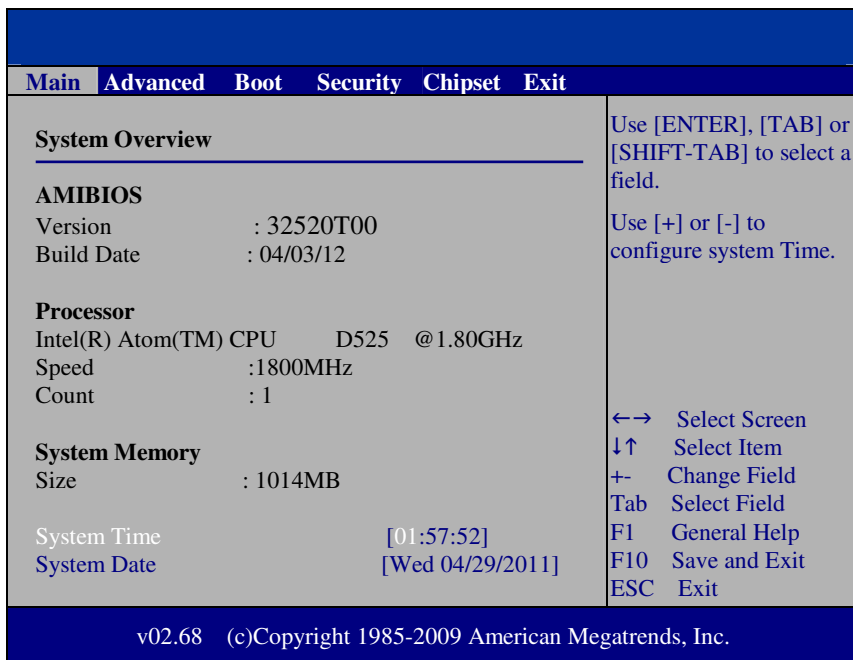 Main Advanced Boot Security Chipset Exit
System Overview
AMIBIOS
Version : 32520T00
Build Date : 04/03/12
Processor
Intel(R) Atom(TM) CPU D525 @1.80GHz
Speed :1800MHz
Count : 1
System Memory
Size : 1014MB
System Time [01:57:52]
System Date [Wed 04/29/2011]
Use [ENTER], [TAB] or
[SHIFT-TAB] to select a
field.
Use [+] or [-] to
configure system Time.
←→ Select Screen
↓↑ Select Item
+- Change Field
Tab Select Field
F1 General Help
F10 Save and Exit
ESC Exit
v02.68 (c)Copyright 1985-2009 American Megatrends, Inc.